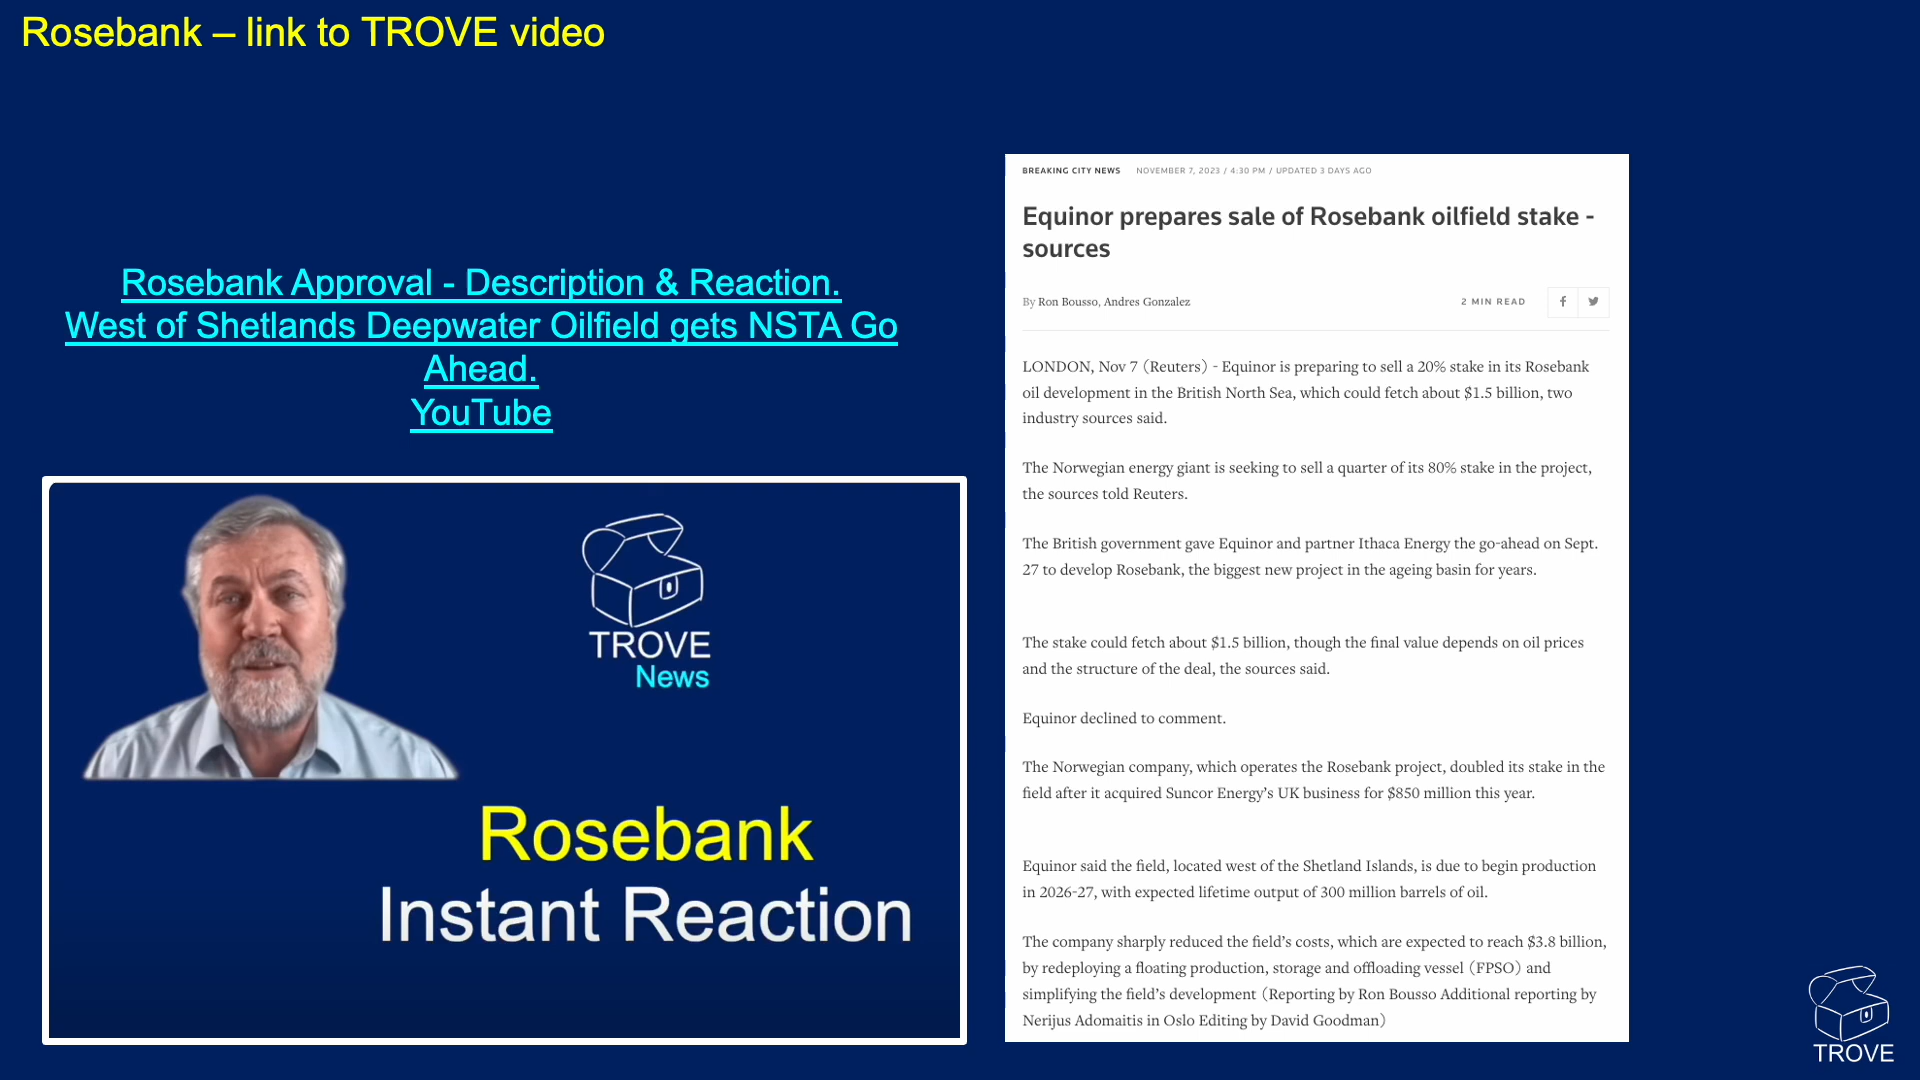 Rosebank – link to TROVE video
Rosebank Approval - Description & Reaction.
West of Shetlands Deepwater Oilfield gets NSTA Go
Ahead.
YouTube
TROVE
News
Rosebank
Instant Reaction
BREAKING CITY NEWS NOVEMBER 7, 2023 / 4:30 PM / UPDATED 3 DAYS AGO
Equinor prepares sale of Rosebank oilfield stake -
sources
By Ron Bousso, Andres Gonzalez 2 MIN READ
LONDON, Nov 7 (Reuters) - Equinor is preparing to sell a 20% stake in its Rosebank
oil development in the British North Sea, which could fetch about $1.5 billion, two
industry sources said.
The Norwegian energy giant is seeking to sell a quarter of its 80% stake in the project,
the sources told Reuters.
The British government gave Equinor and partner Ithaca Energy the go-ahead on Sept.
27 to develop Rosebank, the biggest new project in the ageing basin for years.
The stake could fetch about $1.5 billion, though the final value depends on oil prices
and the structure of the deal, the sources said.
Equinor declined to comment.
The Norwegian company, which operates the Rosebank project, doubled its stake in the
field after it acquired Suncor Energy’s UK business for $850 million this year.
Equinor said the field, located west of the Shetland Islands, is due to begin production
in 2026-27, with expected lifetime output of 300 million barrels of oil.
The company sharply reduced the field’s costs, which are expected to reach $3.8 billion,
by redeploying a floating production, storage and offloading vessel (FPSO) and
simplifying the field’s development (Reporting by Ron Bousso Additional reporting by
Nerijus Adomaitis in Oslo Editing by David Goodman)
TROVE